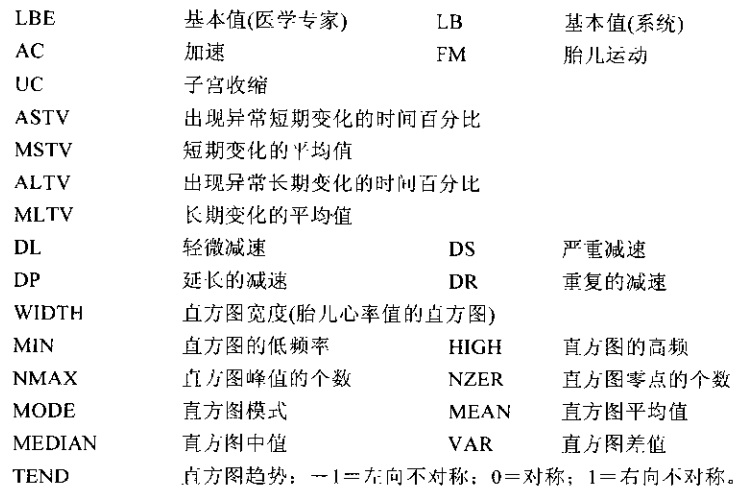 LBE 基本值(医学专家) LB 基本值(系统)
AC 加速 FM 胎儿运动
UC 子宫收缩
ASTV 出现异常短期变化的时间百分比
MSTV 短期变化的平均值
ALTV 出现异常长期变化的时间百分比
MLTV 长期变化的平均值
DL 轻微减速 DS 严重减速
DP 延长的减速 DR 重复的减速
WIDTH 直方图宽度(胎儿心率值的直方图)
MIN 直方图的低频率 HIGH 直方图的高频
NMAX 直方图峰值的个数 NZER 直方图零点的个数
MODE 直方图模式 MEAN 直方图平均值
MEDIAN 直方图中值 VAR 直方图差值
TEND 直方图趋势：－1＝左向不对称；0＝对称；1＝右向不对称。